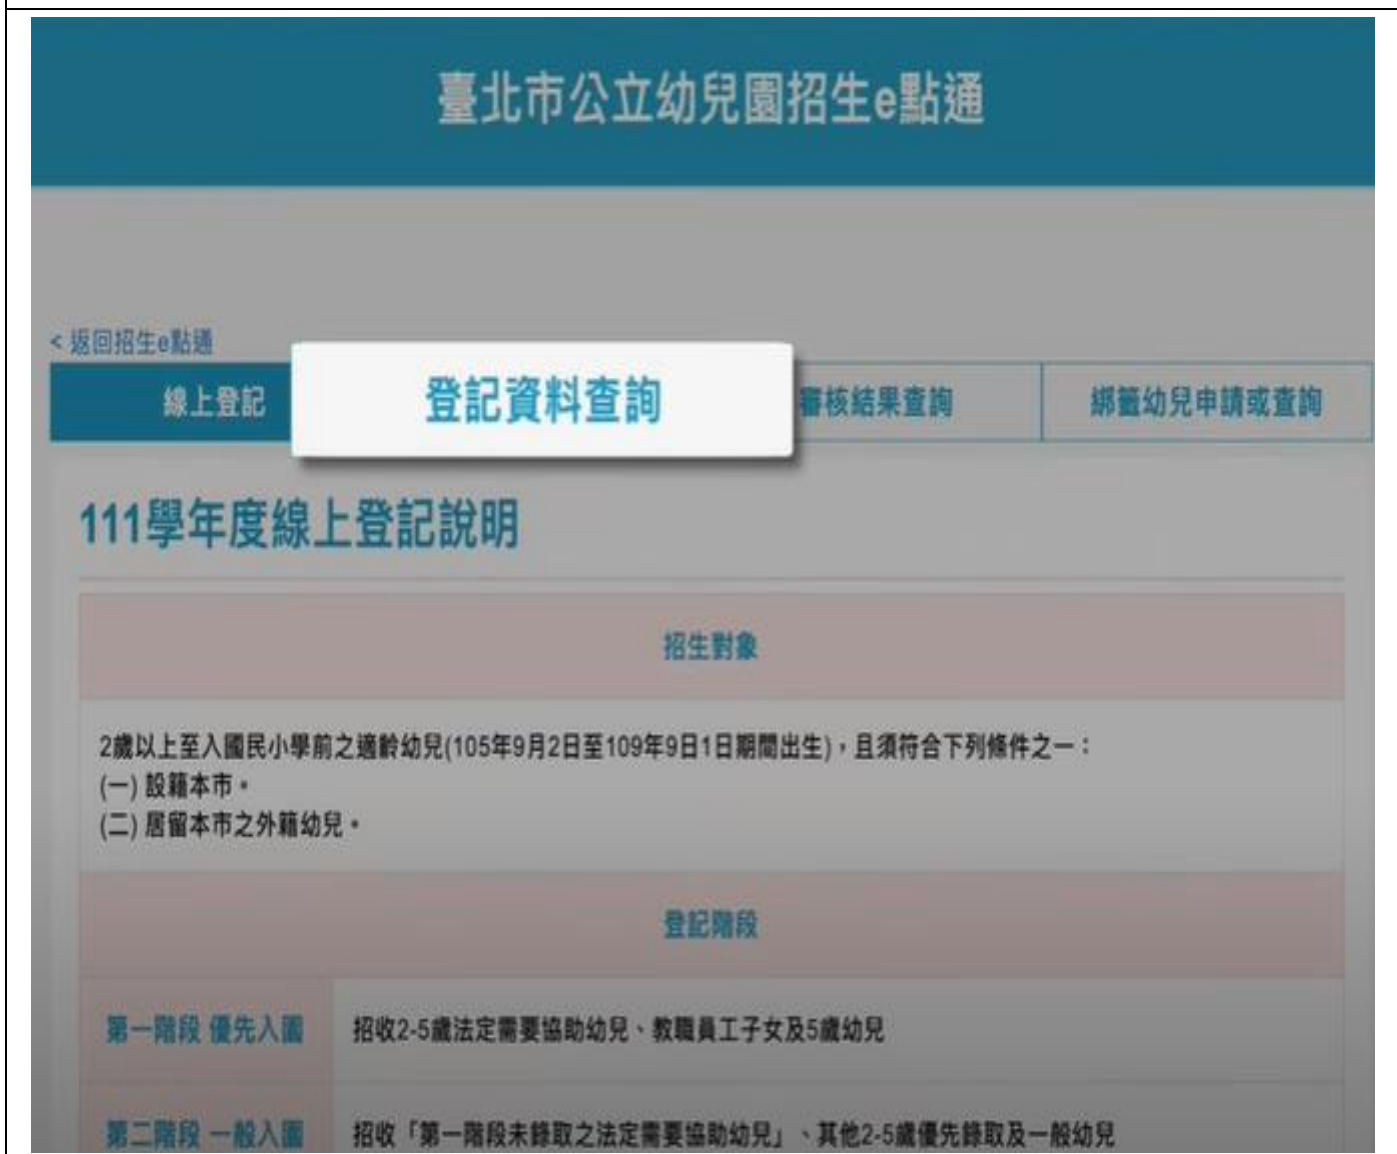 臺北市公立幼兒園招生e點通
< 返回招生e點通
線上登記
登記資料查詢
審核結果查詢
綁籤幼兒申請或查詢
111學年度線上登記說明
招生對象
2歲以上至入國民小學前之適齡幼兒(105年9月2日至109年9日1日期間出生)，且須符合下列條件之一：
(一) 設籍本市。
(二) 居留本市之外籍幼兒。
登記階段
第一階段 優先入園
招收2-5歲法定需要協助幼兒、教職員工子女及5歲幼兒
第二階段 一般入園
招收「第一階段未錄取之法定需要協助幼兒」、其他2-5歲優先錄取及一般幼兒